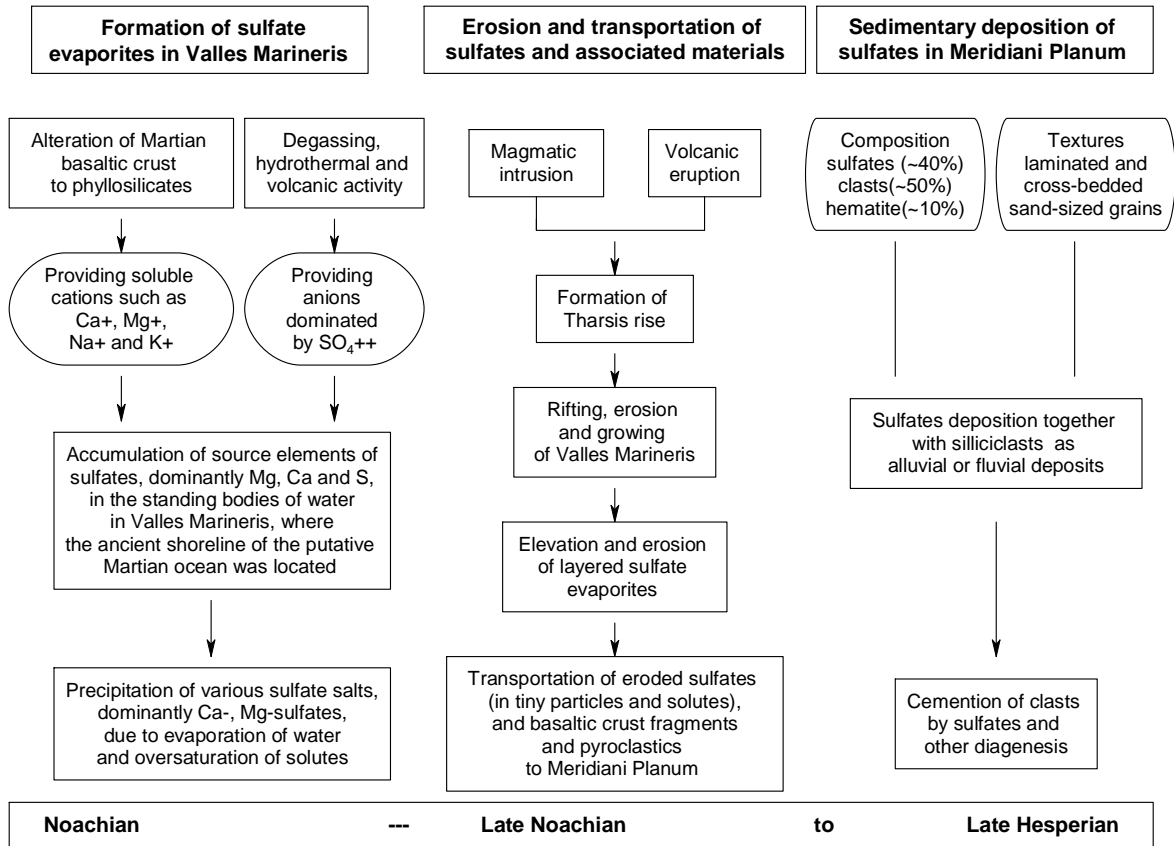 Formation of sulfate
evaporites in Valles Marineris
Erosion and transportation of
sulfates and associated materials
Sedimentary deposition of
sulfates in Meridiani Planum
Alteration of Martian
basaltic crust
to phyllosilicates
Degassing,
hydrothermal and
volcanic activity
Providing soluble
cations such as
Ca+, Mg+,
Na+ and K+
Providing
anions
dominated
by SO₄++
Accumulation of source elements of
sulfates, dominantly Mg, Ca and S,
in the standing bodies of water
in Valles Marineris, where
the ancient shoreline of the putative
Martian ocean was located
Precipitation of various sulfate salts,
dominantly Ca-, Mg-sulfates,
due to evaporation of water
and oversaturation of solutes
Magmatic
intrusion
Volcanic
eruption
Formation of
Tharsis rise
Rifting, erosion
and growing
of Valles Marineris
Elevation and erosion
of layered sulfate
evaporites
Transportation of eroded sulfates
(in tiny particles and solutes),
and basaltic crust fragments
and pyroclastics
to Meridiani Planum
Composition
sulfates (~40%)
clasts(~50%)
hematite(~10%)
Textures
laminated and
cross-bedded
sand-sized grains
Sulfates deposition together
with silliciclasts as
alluvial or fluvial deposits
Cemention of clasts
by sulfates and
other diagenesis
Noachian --- Late Noachian to Late Hesperian